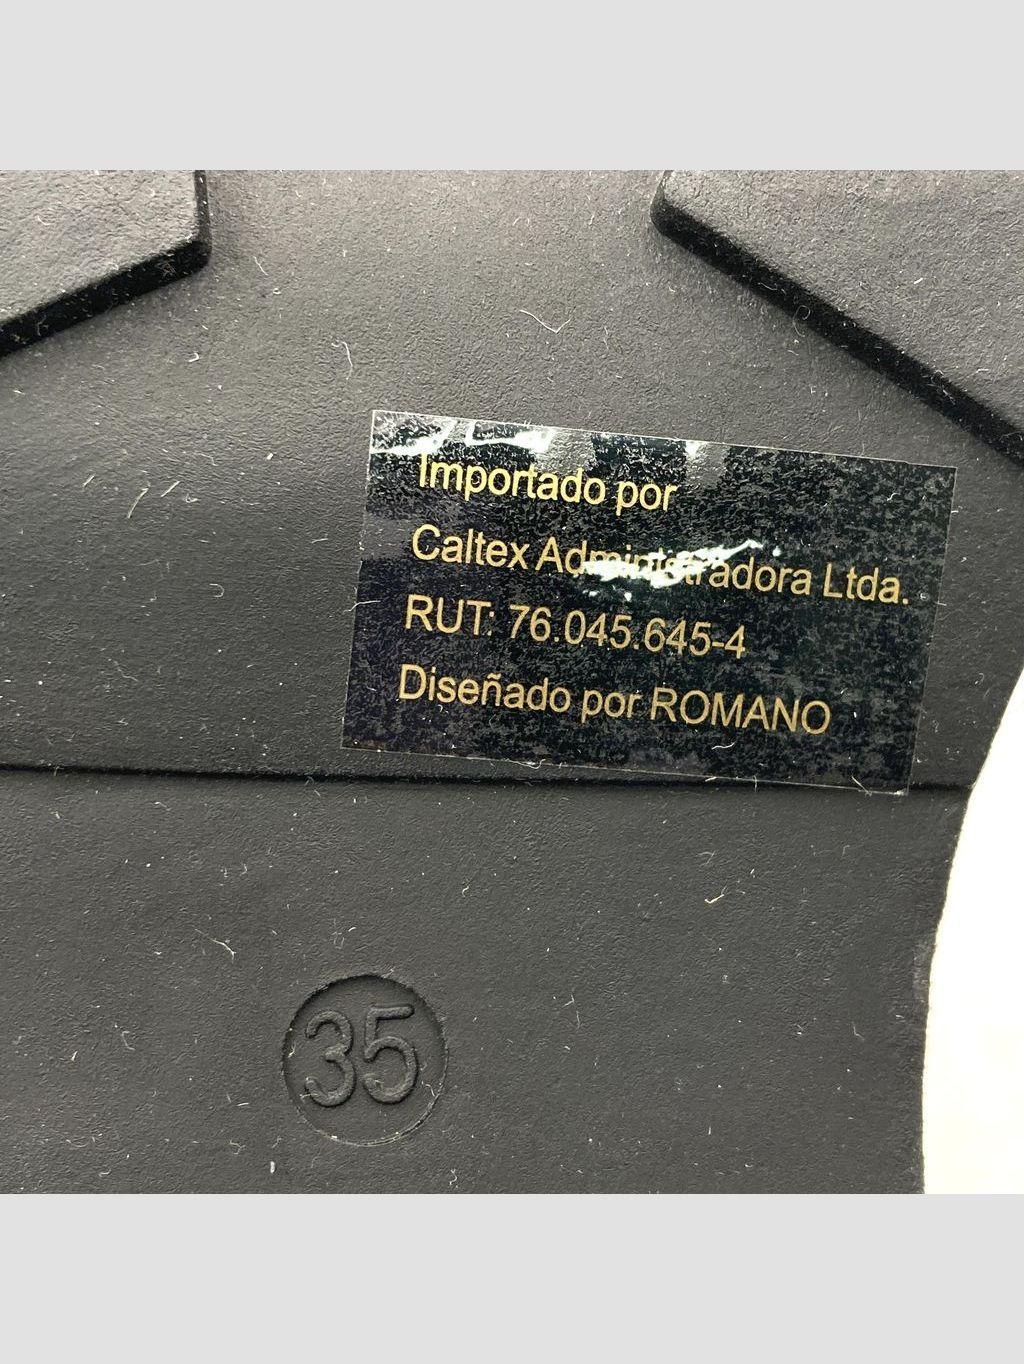 Importado por
Caltex Administradora Ltda.
RUT: 76.045.645-4
Diseñado por ROMANO
35